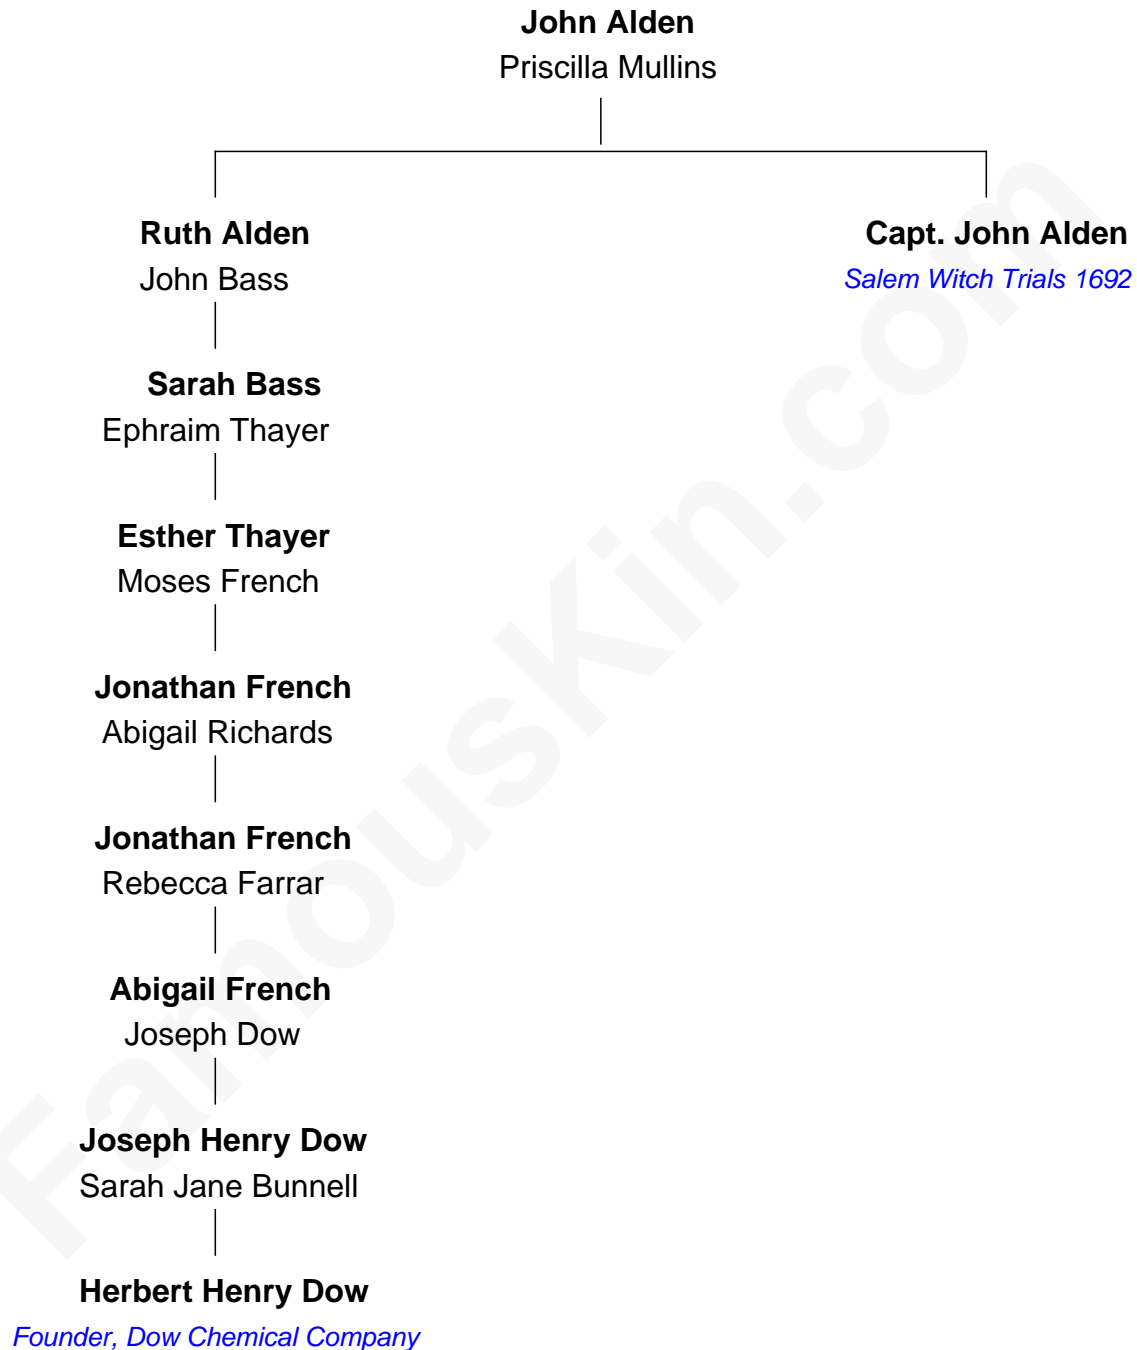 John Alden
Priscilla Mullins
Ruth Alden
John Bass
Capt. John Alden
Salem Witch Trials 1692
Sarah Bass
Ephraim Thayer
Esther Thayer
Moses French
Jonathan French
Abigail Richards
Jonathan French
Rebecca Farrar
Abigail French
Joseph Dow
Joseph Henry Dow
Sarah Jane Bunnell
Herbert Henry Dow
Founder, Dow Chemical Company
FamousKin.com